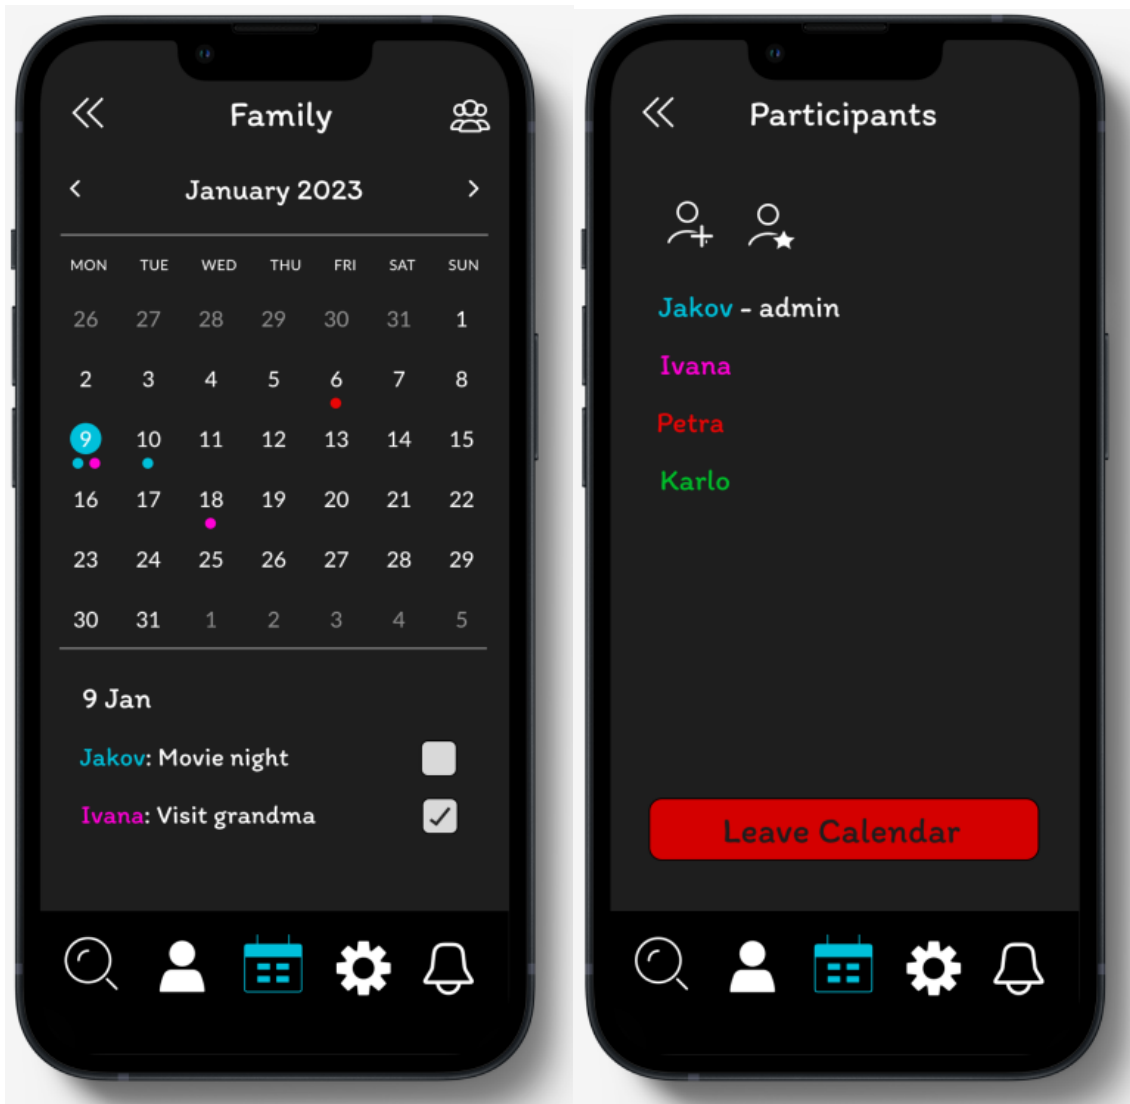 Family
January 2023
MON TUE WED THU FRI SAT SUN
26 27 28 29 30 31 1
2 3 4 5 6 7 8
9 10 11 12 13 14 15
16 17 18 19 20 21 22
23 24 25 26 27 28 29
30 31 1 2 3 4 5
9 Jan
Jakov: Movie night
Ivana: Visit grandma
Participants
Jakov - admin
Ivana
Petra
Karlo
Leave Calendar